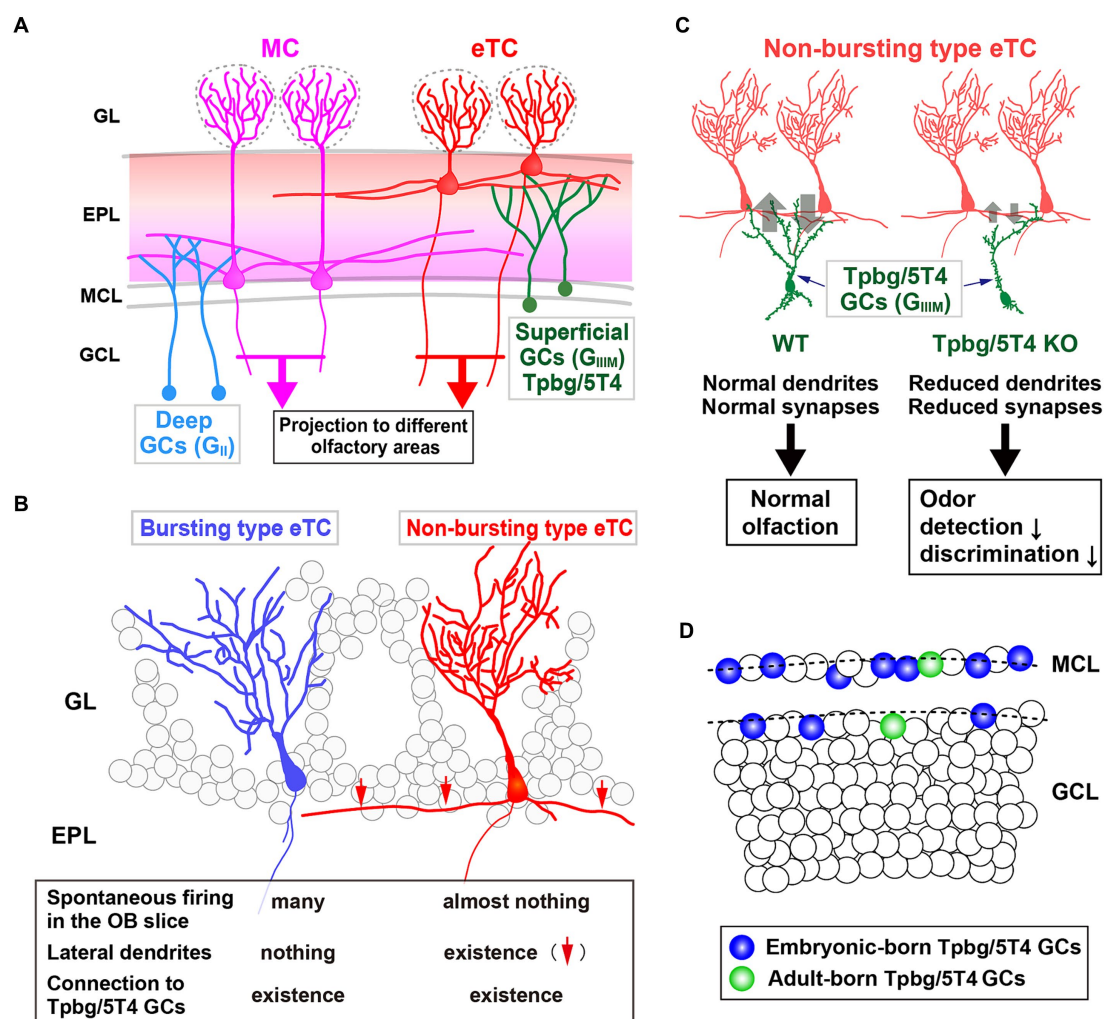 A
MC
eTC
GL
EPL
MCL
GCL
Deep
GCs (GII)
Superficial
GCs (GIIIM)
Tpbg/5T4
Projection to different
olfactory areas
B
Bursting type eTC
Non-bursting type eTC
GL
EPL
Spontaneous firing
in the OB slice
many
almost nothing
Lateral dendrites
nothing
existence ( )
Connection to
Tpbg/5T4 GCs
existence
existence
C
Non-bursting type eTC
Tpbg/5T4
GCs (GIIIM)
WT
Tpbg/5T4 KO
Normal dendrites
Normal synapses
Reduced dendrites
Reduced synapses
Normal
olfaction
Odor
detection ↓
discrimination ↓
D
MCL
GCL
Embryonic-born Tpbg/5T4 GCs
Adult-born Tpbg/5T4 GCs